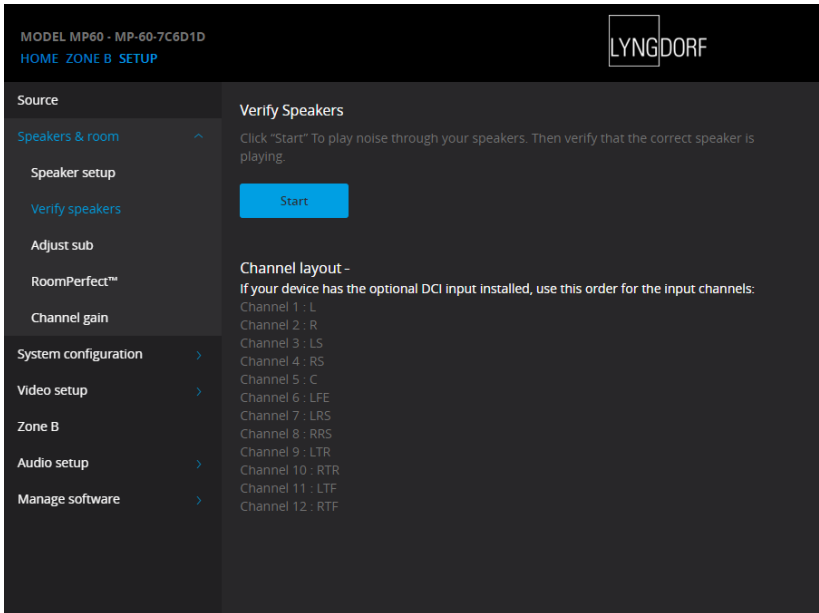 MODEL MP60 - MP-60-7C6D1D
HOME ZONE B SETUP
LYNGDORF
Source
Speakers & room
Speaker setup
Verify speakers
Adjust sub
RoomPerfect™
Channel gain
System configuration
Video setup
Zone B
Audio setup
Manage software
Verify Speakers
Click “Start” To play noise through your speakers. Then verify that the correct speaker is
playing.
Start
Channel layout -
If your device has the optional DCI input installed, use this order for the input channels:
Channel 1 : L
Channel 2 : R
Channel 3 : LS
Channel 4 : RS
Channel 5 : C
Channel 6 : LFE
Channel 7 : LRS
Channel 8 : RRS
Channel 9 : LTR
Channel 10 : RTR
Channel 11 : LTF
Channel 12 : RTF